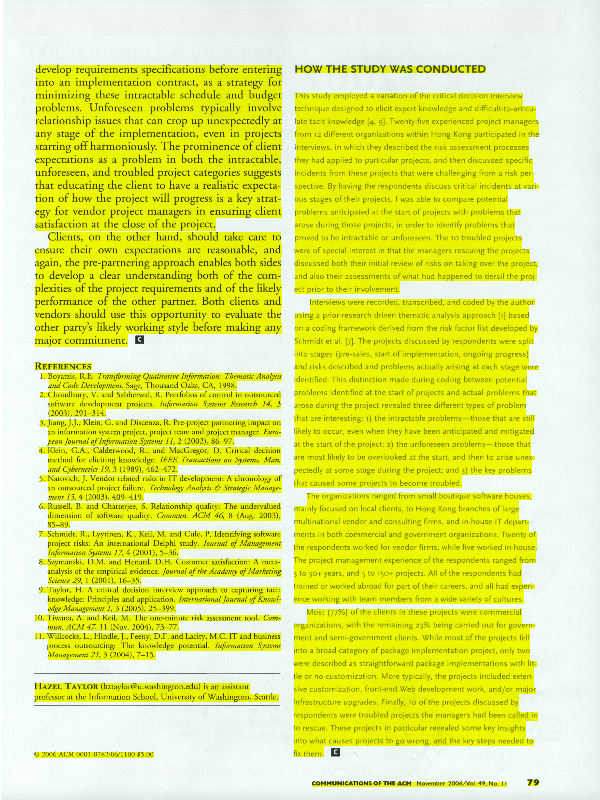 develop requirements specifications before entering
into an implementation contract, as a strategy for
minimizing these intractable schedule and budget
problems. Unforeseen problems typically involve
relationship issues that can crop up unexpectedly at
any stage of the implementation, even in projects
starting off harmoniously. The prominence of client
expectations as a problem in both the intractable,
unforeseen, and troubled project categories suggests
that educating the client to have a realistic expecta-
tion of how the project will progress is a key strat-
egy for vendor project managers in ensuring client
satisfaction at the close of the project.
Clients, on the other hand, should take care to
ensure their own expectations are reasonable, and
again, the pre-partnering approach enables both sides
to develop a clear understanding both of the com-
plexities of the project requirements and of the likely
performance of the other partner. Both clients and
vendors should use this opportunity to evaluate the
other party's likely working style before making any
major commitment. C
REFERENCES
1. Boyatzis, R.E. Transforming Qualitative Information: Thematic Analysis
and Code Development. Sage, Thousand Oaks, CA, 1998.
2. Choudhury, V. and Sabherwal, R. Portfolios of control in outsourced
software development projects. Information Systems Research 14, 3
(2003), 291–314.
3. Jiang, J.J., Klein, G. and Discenza, R. Pre-project partnering impact on
an information system project, project team and project manager. Euro-
pean Journal of Information Systems 11, 2 (2002), 86–97.
4. Klein, G.A., Calderwood, R., and MacGregor, D. Critical decision
method for eliciting knowledge. IEEE Transactions on Systems, Man,
and Cybernetics 19, 3 (1989), 462–472.
5. Natovich, J. Vendor related risks in IT development: A chronology of
an outsourced project failure. Technology Analysis & Strategic Manage-
ment 15, 4 (2003), 409–419.
6. Russell, B. and Chatterjee, S. Relationship quality: The undervalued
dimension of software quality. Commun. ACM 46, 8 (Aug. 2003),
85–89.
7. Schmidt, R., Lyytinen, K., Keil, M. and Cule, P. Identifying software
project risks: An international Delphi study. Journal of Management
Information Systems 17, 4 (2001), 5–36.
8. Szymanski, D.M. and Henard, D.H. Customer satisfaction: A meta-
analysis of the empirical evidence. Journal of the Academy of Marketing
Science 29, 1 (2001), 16–35.
9. Taylor, H. A critical decision interview approach to capturing tacit
knowledge: Principles and application. International Journal of Knowl-
edge Management 1, 3 (2005), 25–399.
10. Tiwana, A. and Keil, M. The one-minute risk assessment tool. Com-
mun. ACM 47, 11 (Nov. 2004), 73–77.
11. Willcocks, L., Hindle, J., Feeny, D.F. and Lacity, M.C. IT and business
process outsourcing: The knowledge potential. Information Systems
Management 21, 3 (2004), 7–15.
HAZEL TAYLOR (hztaylor@u.washington.edu) is an assistant
professor at the Information School, University of Washington, Seattle.
© 2006 ACM 0001-0782/06/1100 $5.00
HOW THE STUDY WAS CONDUCTED
This study employed a variation of the critical decision interview
technique designed to elicit expert knowledge and difficult-to-articu-
late tacit knowledge [4, 9]. Twenty-five experienced project managers
from 12 different organizations within Hong Kong participated in the
interviews, in which they described the risk assessment processes
they had applied to particular projects, and then discussed specific
incidents from these projects that were challenging from a risk per-
spective. By having the respondents discuss critical incidents at vari-
ous stages of their projects, I was able to compare potential
problems anticipated at the start of projects with problems that
arose during those projects, in order to identify problems that
proved to be intractable or unforeseen. The 10 troubled projects
were of special interest in that the managers rescuing the projects
discussed both their initial review of risks on taking over the project,
and also their assessments of what had happened to derail the proj-
ect prior to their involvement.
Interviews were recorded, transcribed, and coded by the author
using a prior-research-driven thematic analysis approach [1] based
on a coding framework derived from the risk factor list developed by
Schmidt et al. [7]. The projects discussed by respondents were split
into stages (pre-sales, start of implementation, ongoing progress)
and risks described and problems actually arising at each stage were
identified. This distinction made during coding between potential
problems identified at the start of projects and actual problems that
arose during the project revealed three different types of problem
that are interesting: 1) the intractable problems—those that are still
likely to occur, even when they have been anticipated and mitigated
at the start of the project; 2) the unforeseen problems—those that
are most likely to be overlooked at the start, and then to arise unex-
pectedly at some stage during the project; and 3) the key problems
that caused some projects to become troubled.
The organizations ranged from small boutique software houses,
mainly focused on local clients, to Hong Kong branches of large
multinational vendor and consulting firms, and in-house IT depart-
ments in both commercial and government organizations. Twenty of
the respondents worked for vendor firms, while five worked in-house.
The project management experience of the respondents ranged from
3 to 30+ years, and 5 to 150+ projects. All of the respondents had
trained or worked abroad for part of their careers, and all had experi-
ence working with team members from a wide variety of cultures.
Most (77%) of the clients in these projects were commercial
organizations, with the remaining 23% being carried out for govern-
ment and semi-government clients. While most of the projects fell
into a broad category of package implementation project, only two
were described as straightforward package implementations with lit-
tle or no customization. More typically, the projects included exten-
sive customization, front-end Web development work, and/or major
infrastructure upgrades. Finally, 10 of the projects discussed by
respondents were troubled projects the managers had been called in
to rescue. These projects in particular revealed some key insights
into what causes projects to go wrong, and the key steps needed to
fix them. C
COMMUNICATIONS OF THE ACM November 2006/Vol. 49, No. 11 79